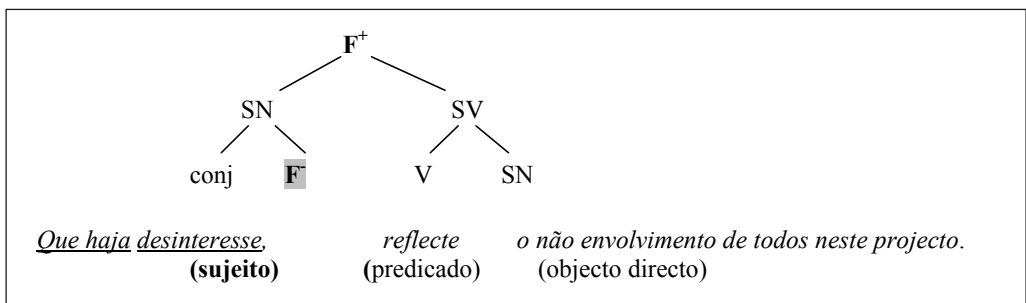 F+
SN SV
conj F- V SN
Que haja desinteresse, reflecte o não envolvimento de todos neste projecto.
(sujeito) (predicado) (objecto directo)